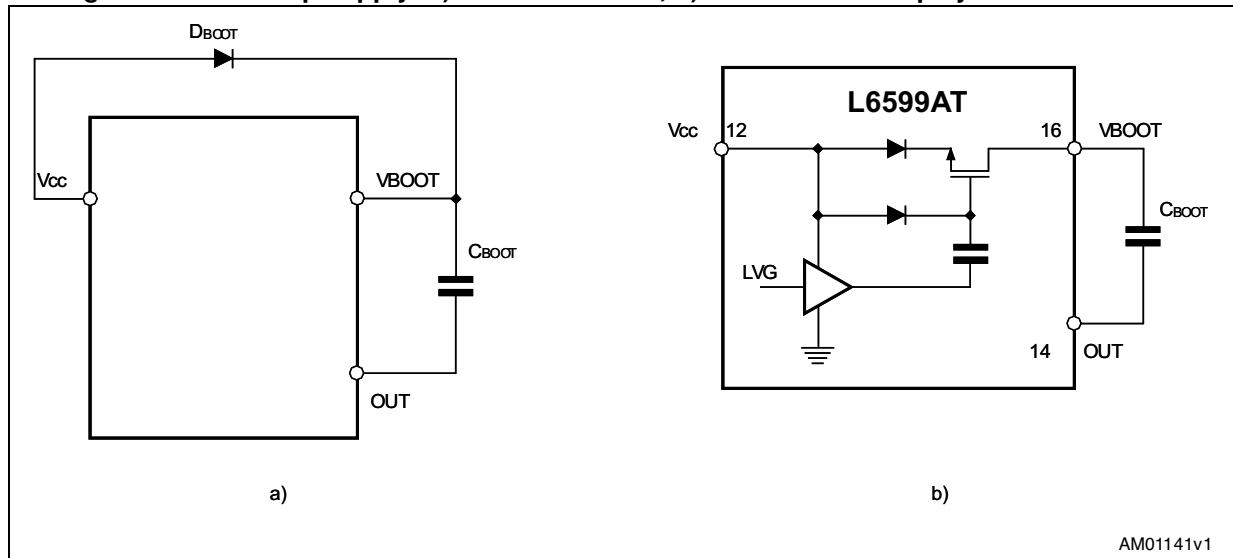 DBOOT
Vcc
VBOOT
CBOOT
OUT
a)
L6599AT
Vcc
12
16
VBOOT
CBOOT
LVG
14
OUT
b)
AM01141v1